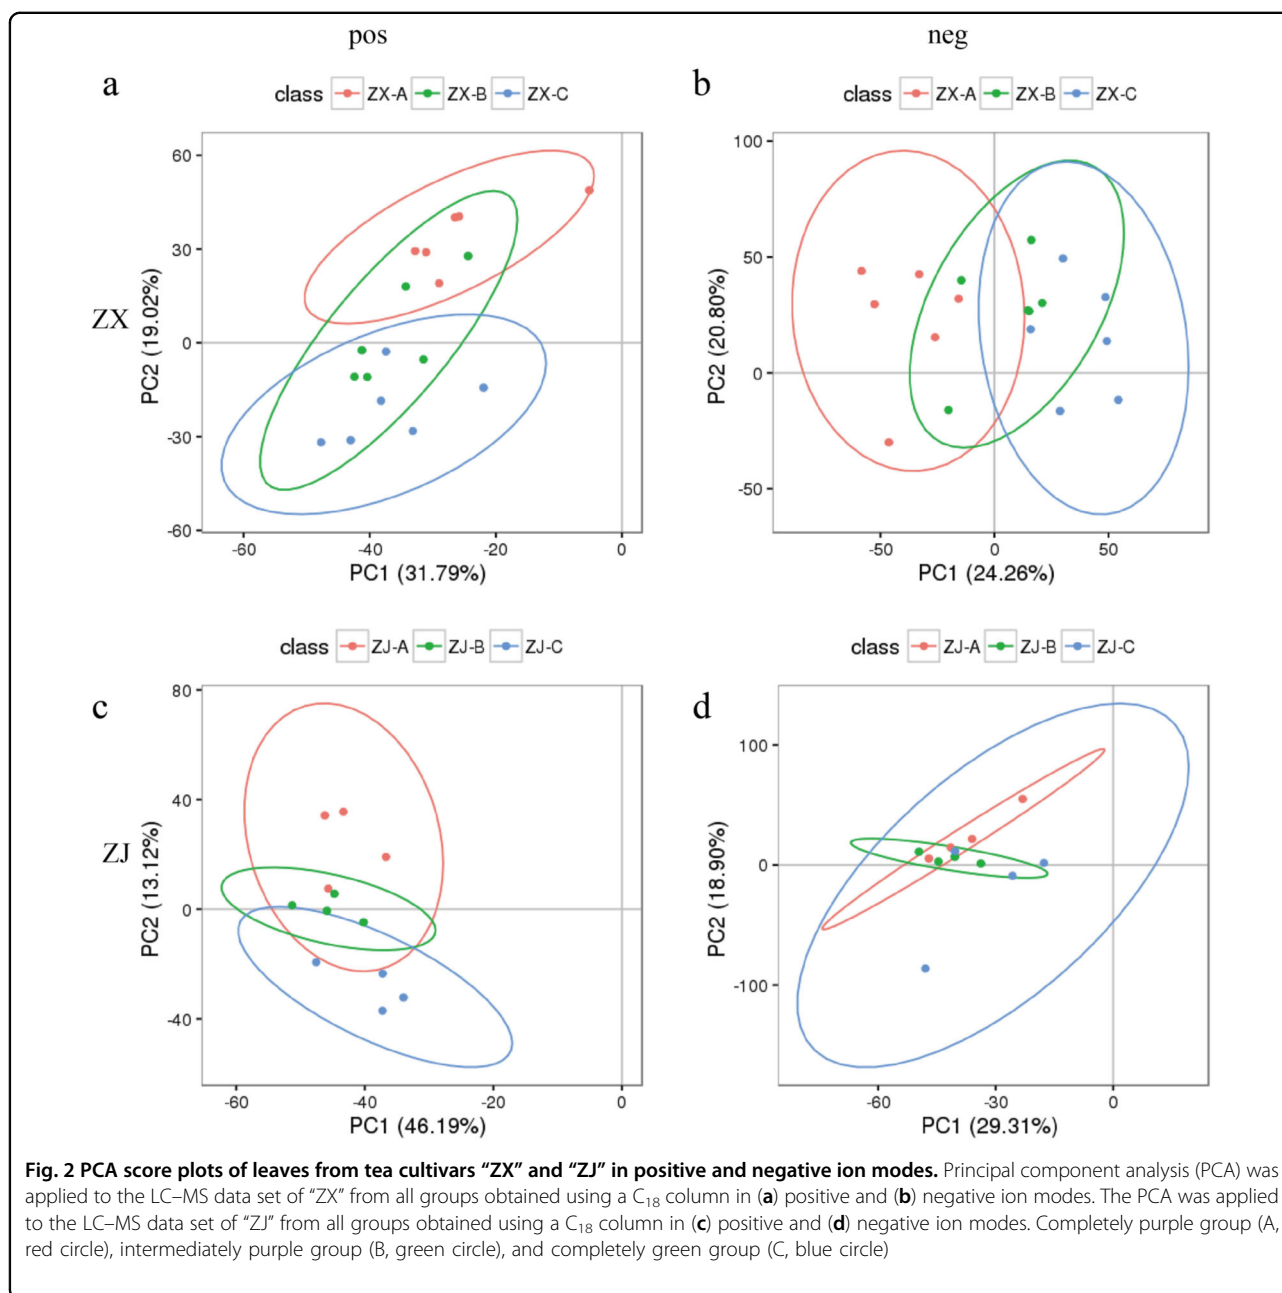 pos
neg
a
class ZX-A ZX-B ZX-C
b
class ZX-A ZX-B ZX-C
ZX
PC2 (19.02%)
60
30
0
-30
-60
-60 -40 -20 0
PC1 (31.79%)
PC2 (20.80%)
100
50
0
-50
-50 0 50
PC1 (24.26%)
c
class ZJ-A ZJ-B ZJ-C
d
class ZJ-A ZJ-B ZJ-C
ZJ
PC2 (13.12%)
80
40
0
-40
-60 -40 -20 0
PC1 (46.19%)
PC2 (18.90%)
100
0
-100
-60 -30 0
PC1 (29.31%)
Fig. 2 PCA score plots of leaves from tea cultivars “ZX” and “ZJ” in positive and negative ion modes. Principal component analysis (PCA) was
applied to the LC–MS data set of “ZX” from all groups obtained using a C18 column in (a) positive and (b) negative ion modes. The PCA was applied
to the LC–MS data set of “ZJ” from all groups obtained using a C18 column in (c) positive and (d) negative ion modes. Completely purple group (A,
red circle), intermediately purple group (B, green circle), and completely green group (C, blue circle)